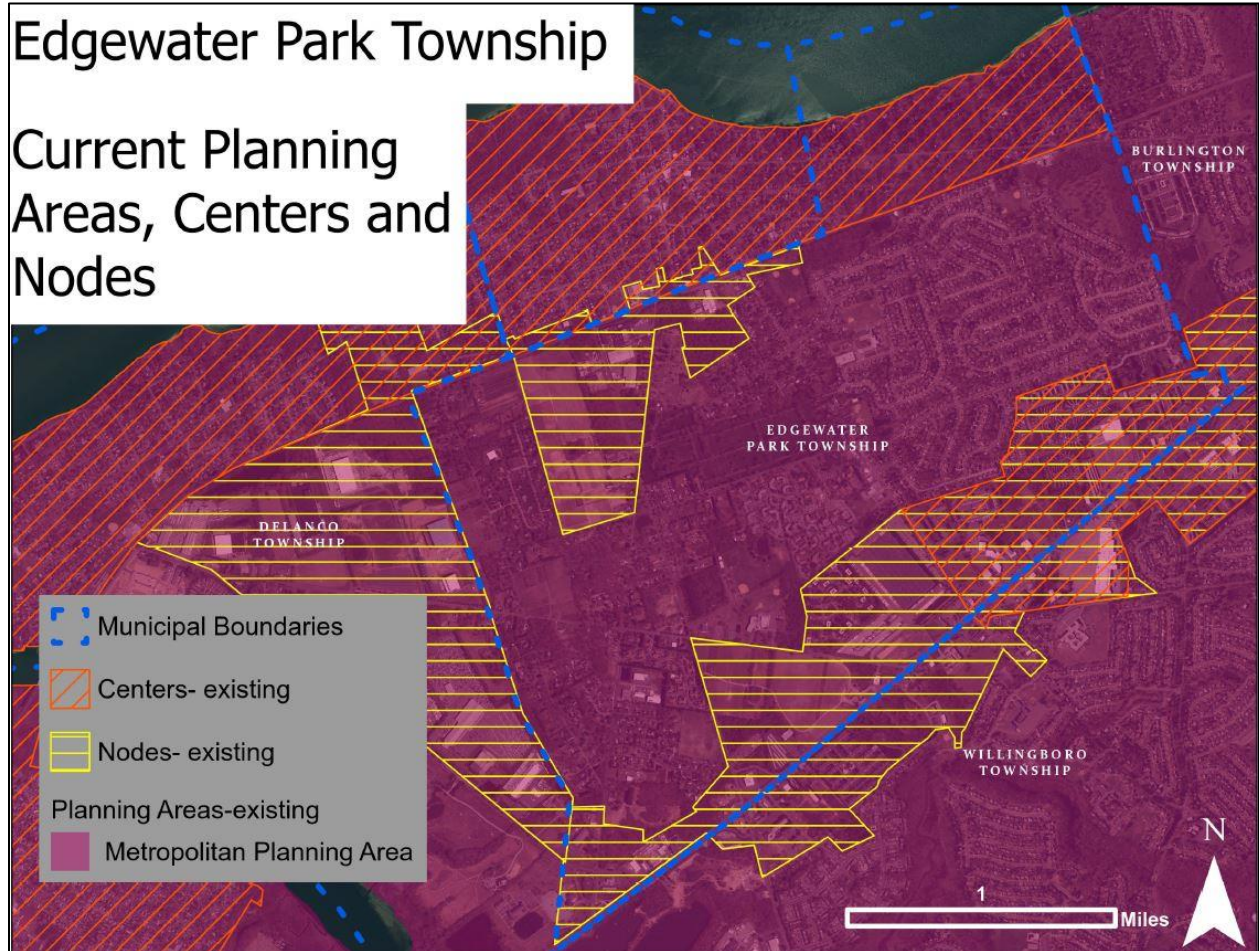 Edgewater Park Township
Current Planning
Areas, Centers and
Nodes
BURLINGTON
TOWNSHIP
EDGEWATER
PARK TOWNSHIP
DELANCO
TOWNSHIP
WILLINGBORO
TOWNSHIP
Municipal Boundaries
Centers- existing
Nodes- existing
Planning Areas-existing
Metropolitan Planning Area
N
1
Miles